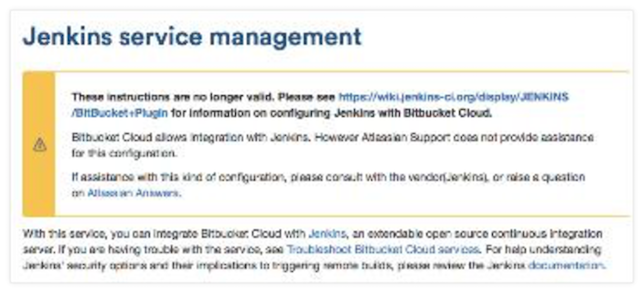 Jenkins service management
These instructions are no longer valid. Please see https://wiki.jenkins-ci.org/display/JENKINS
/BitBucket+Plugin for information on configuring Jenkins with Bitbucket Cloud.
Bitbucket Cloud allows integration with Jenkins. However Atlassian Support does not provide assistance
for this configuration.
If assistance with this kind of configuration, please consult with the vendor(Jenkins), or raise a question
on Atlassian Answers.
With this service, you can integrate Bitbucket Cloud with Jenkins, an extendable open source continuous integration
server. If you are having trouble with the service, see Troubleshoot Bitbucket Cloud services. For help understanding
Jenkins' security options and their implications to triggering remote builds, please review the Jenkins documentation.